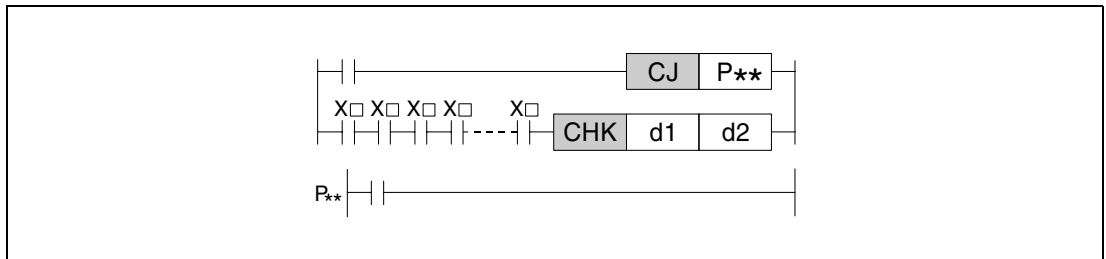 CJ P**
X□ X□ X□ X□ X□
CHK d1 d2
P**